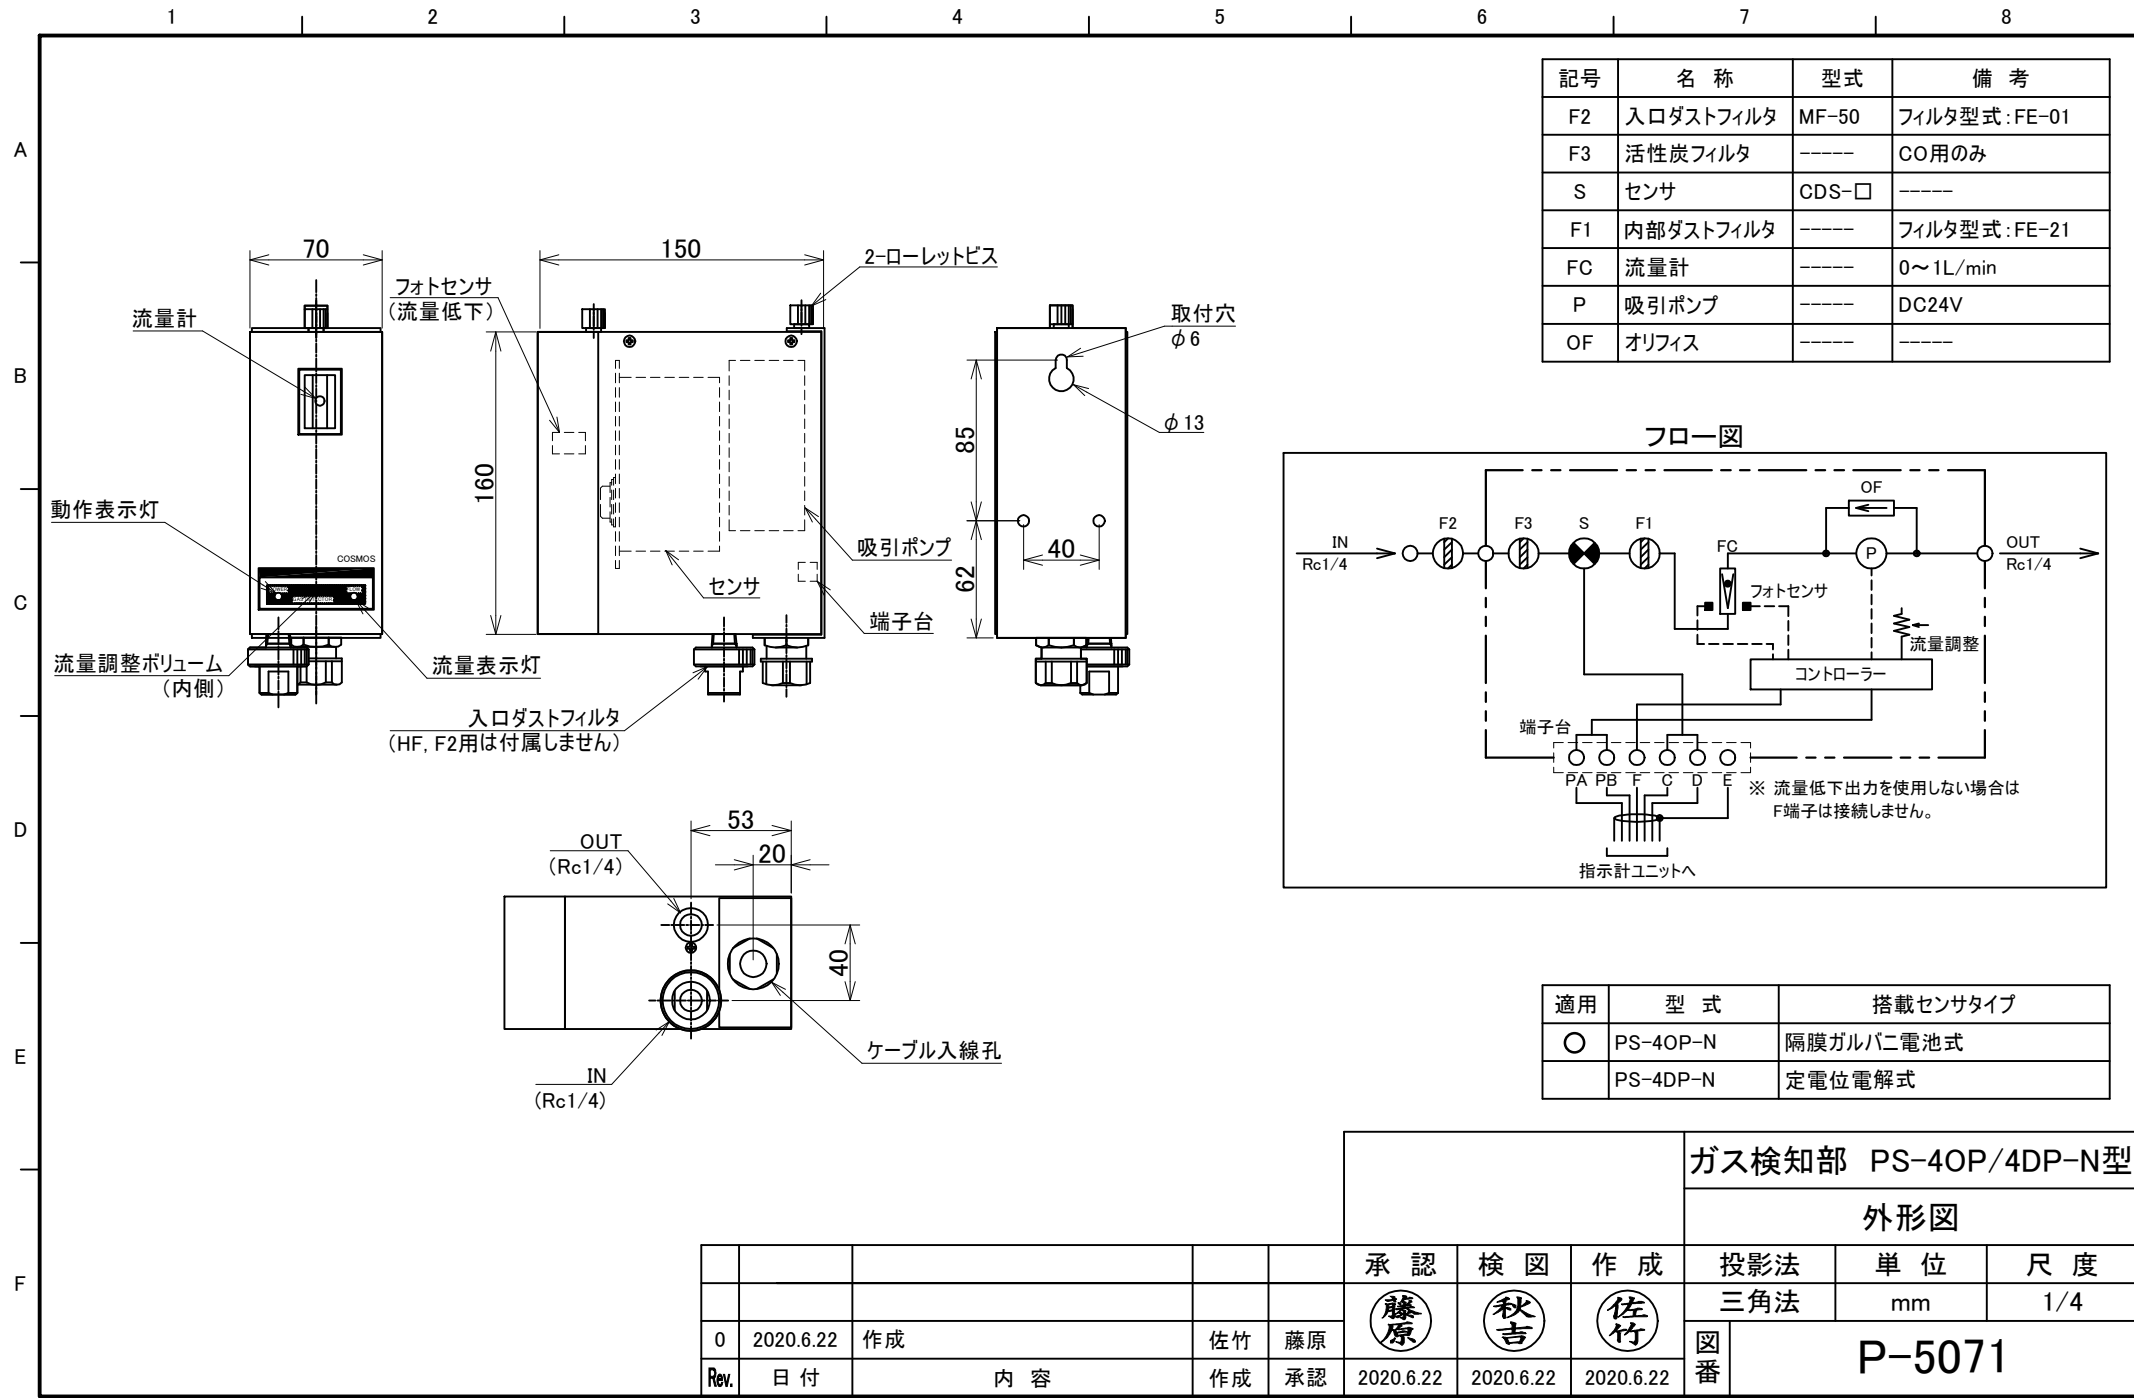 1 2 3 4 5 6 7 8
A
B
C
D
E
F
記号 名 称 型式 備 考
F2 入口ダストフィルタ MF-50 フィルタ型式:FE-01
F3 活性炭フィルタ ----- CO用のみ
S センサ CDS-□ -----
F1 内部ダストフィルタ ----- フィルタ型式:FE-21
FC 流量計 ----- 0～1L/min
P 吸引ポンプ ----- DC24V
OF オリフィス ----- -----
70
流量計
動作表示灯
COSMOS
流量調整ボリューム
(内側)
流量表示灯
150
フォトセンサ
(流量低下)
2-ローレットビス
160
吸引ポンプ
センサ
端子台
入口ダストフィルタ
(HF, F2用は付属しません)
取付穴
φ6
φ13
85
40
62
フロー図
IN
Rc1/4
F2
F3
S
F1
FC
OF
P
OUT
Rc1/4
フォトセンサ
流量調整
コントローラー
端子台
PA PB F C D E
※ 流量低下出力を使用しない場合は
F端子は接続しません。
指示計ユニットへ
53
20
40
OUT
(Rc1/4)
IN
(Rc1/4)
ケーブル入線孔
適用 型 式 搭載センサタイプ
○ PS-4OP-N 隔膜ガルバニ電池式
PS-4DP-N 定電位電解式
ガス検知部 PS-4OP/4DP-N型
外形図
承 認 検 図 作 成 投影法 単 位 尺 度
藤原 秋吉 佐竹 三角法 mm 1/4
0 2020.6.22 作成 佐竹 藤原
Rev. 日 付 内 容 作成 承認 2020.6.22 2020.6.22 2020.6.22
図番 P-5071